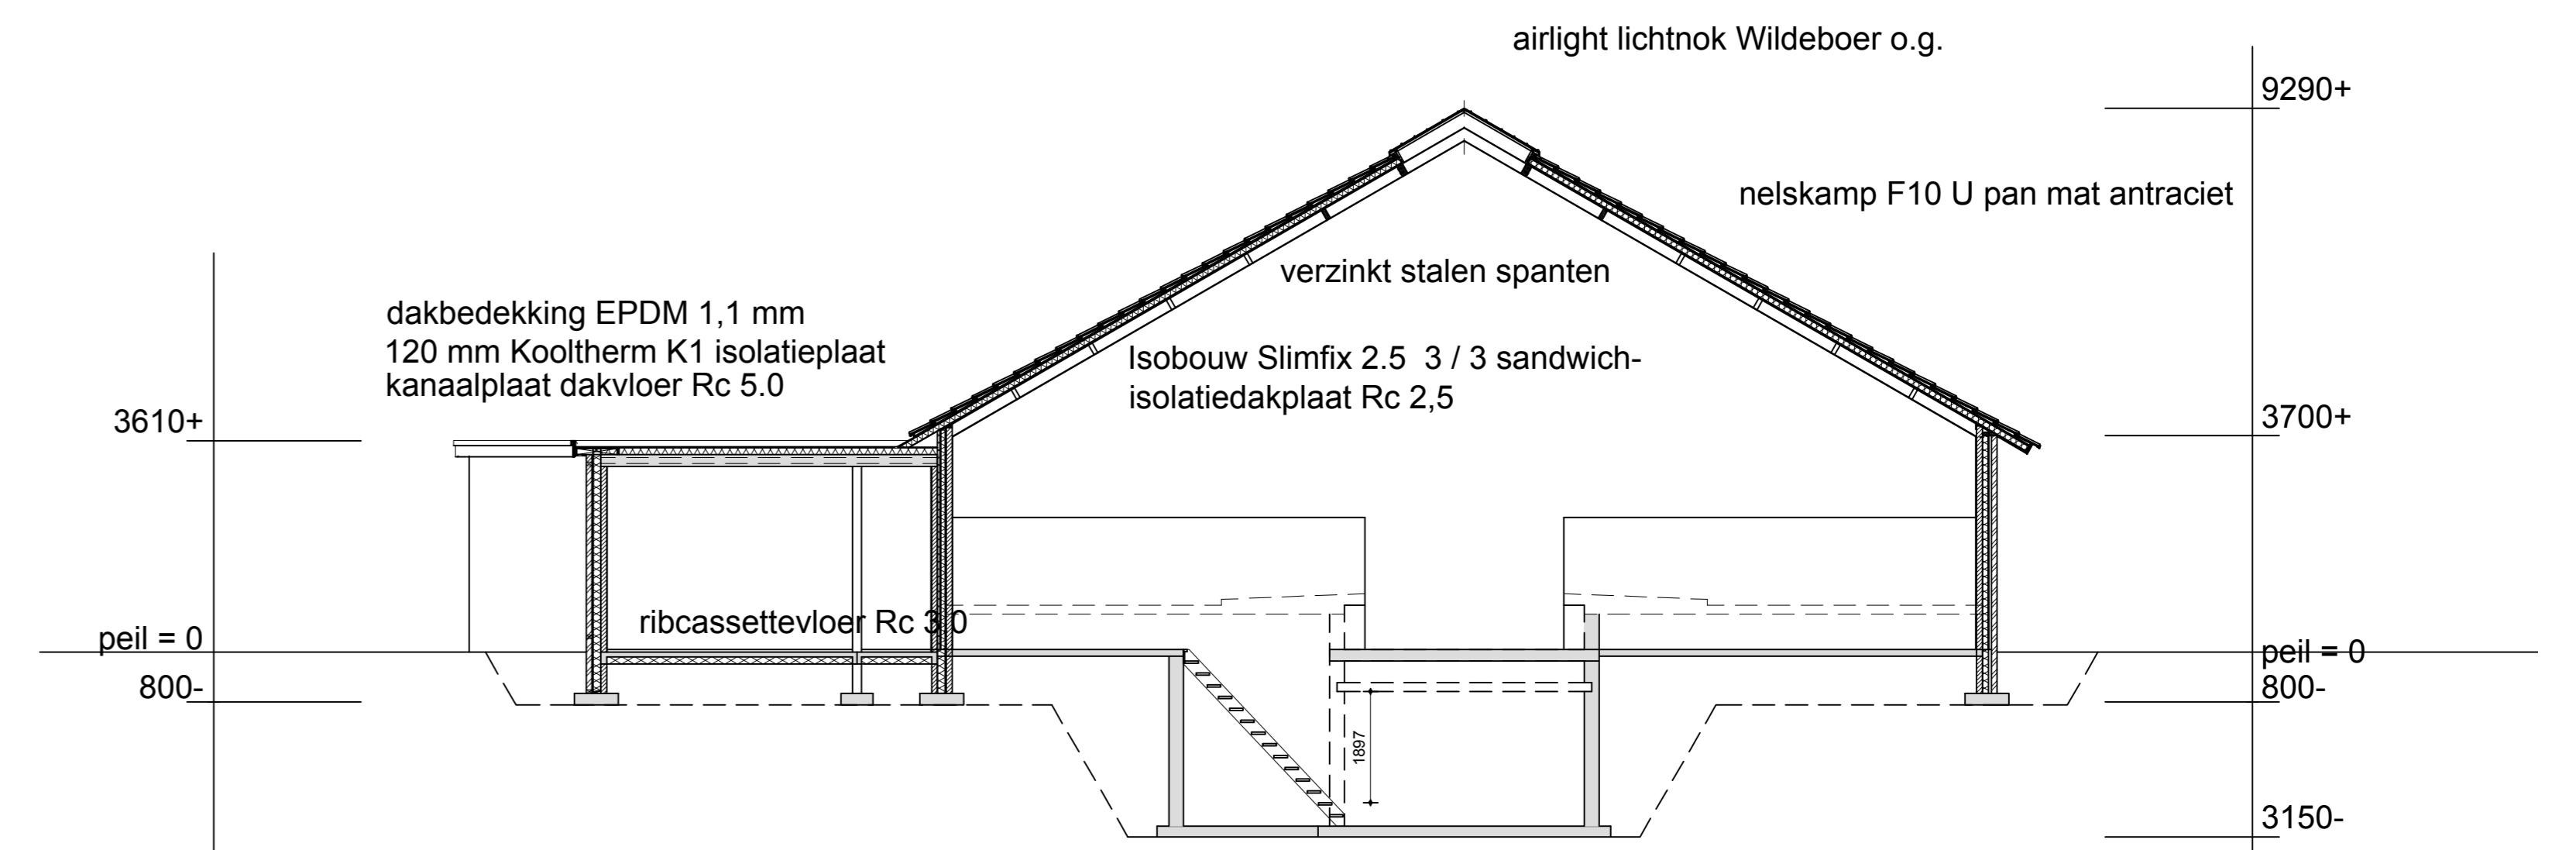 airlight lichtnok Wildeboer o.g.
9290+
nelskamp F10 U pan mat antraciet
verzinkt stalen spanten
dakbedekking EPDM 1,1 mm
120 mm Kooltherm K1 isolatieplaat
kanaalplaat dakvloer Rc 5.0
Isobouw Slimfix 2.5  3 / 3 sandwich-
isolatiedakplaat Rc 2,5
3610+
3700+
ribcassettevloer Rc 3.0
peil = 0
peil = 0
800-
800-
1897
3150-